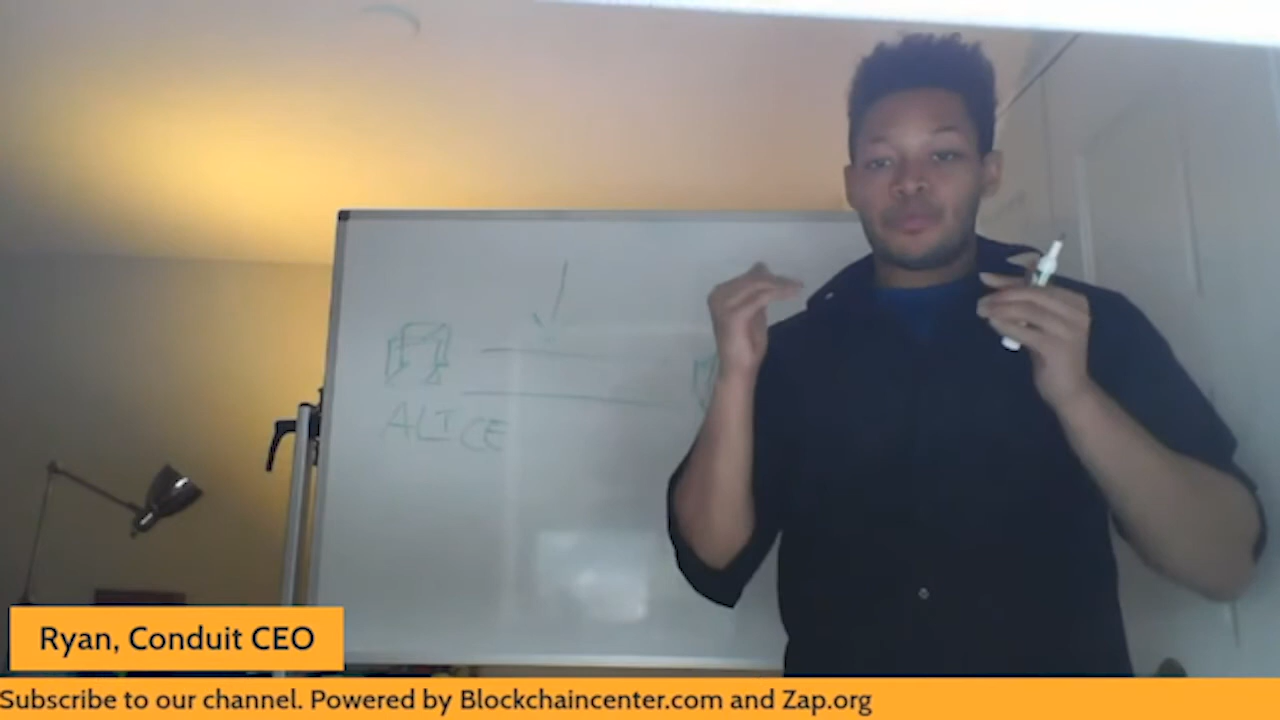 ALICE
Ryan, Conduit CEO
Subscribe to our channel. Powered by Blockchaincenter.com and Zap.org